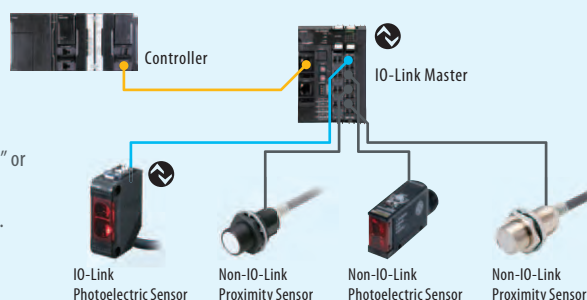 Controller
IO-Link Master
” or
.
IO-Link
Photoelectric Sensor
Non-IO-Link
Proximity Sensor
Non-IO-Link
Photoelectric Sensor
Non-IO-Link
Proximity Sensor